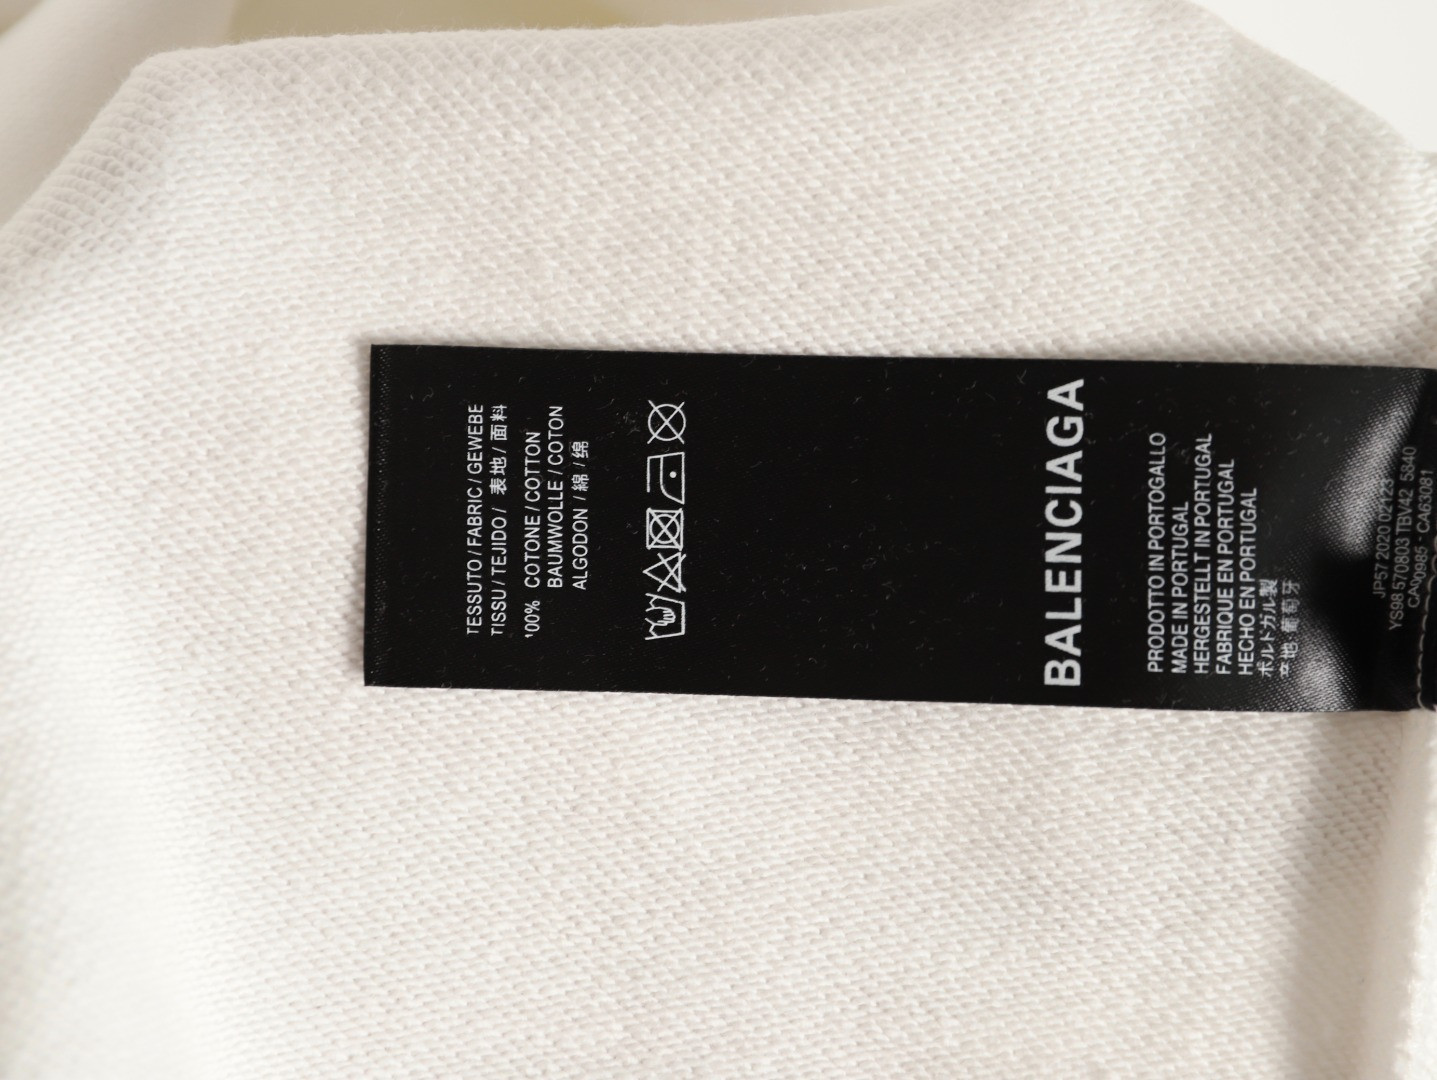 TESSUTO / FABRIC / GEWEBE
TISSU / TEJIDO / 表地 / 面料
100% COTONE / COTTON
BAUMWOLLE / COTON
ALGODON / 綿 / 绵
BALENCIAGA
PRODOTTO IN PORTOGALLO
MADE IN PORTUGAL
HERGESTELLT IN PORTUGAL
FABRIQUE EN PORTUGAL
HECHO EN PORTUGAL
ポルトガル製
产地 葡萄牙
JP57 2020 02123 5840
YS98 570803 TBV42
CA00985 - CA63081